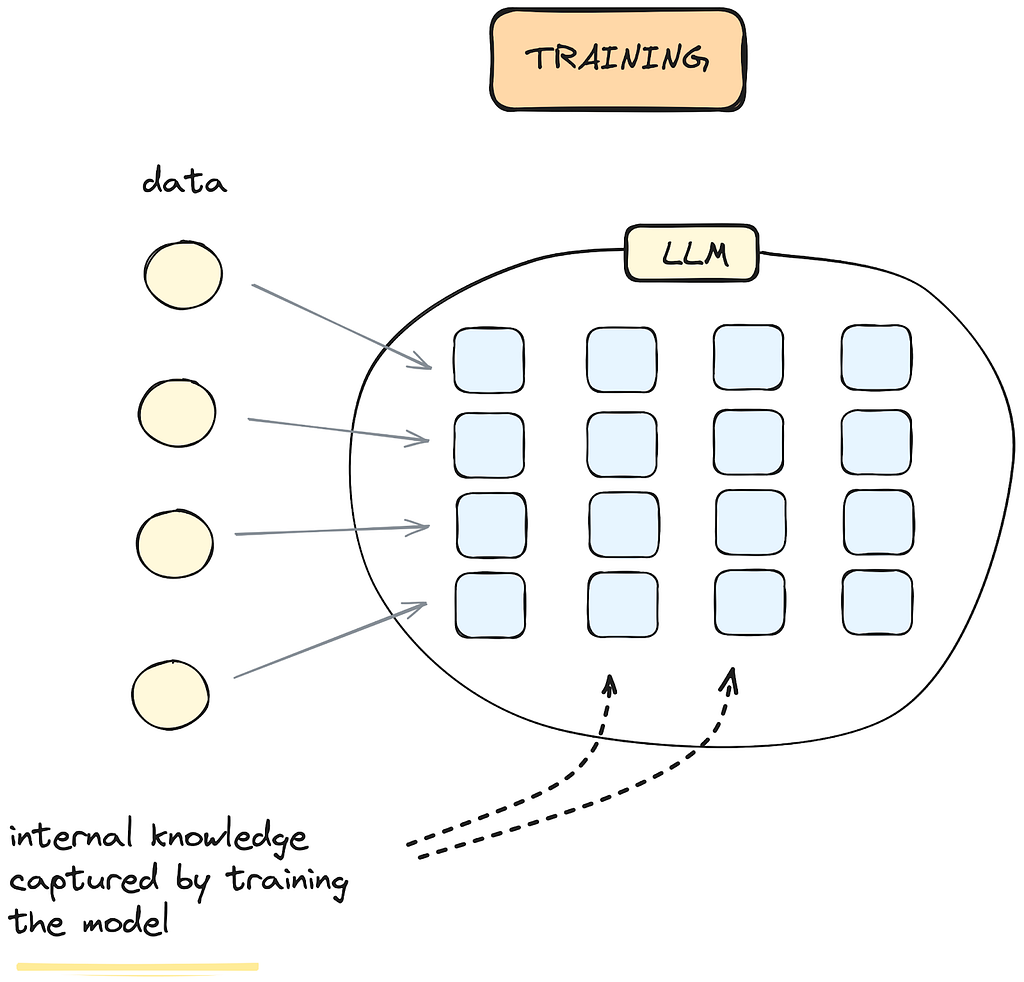 TRAINING
data
LLM
internal knowledge
captured by training
the model